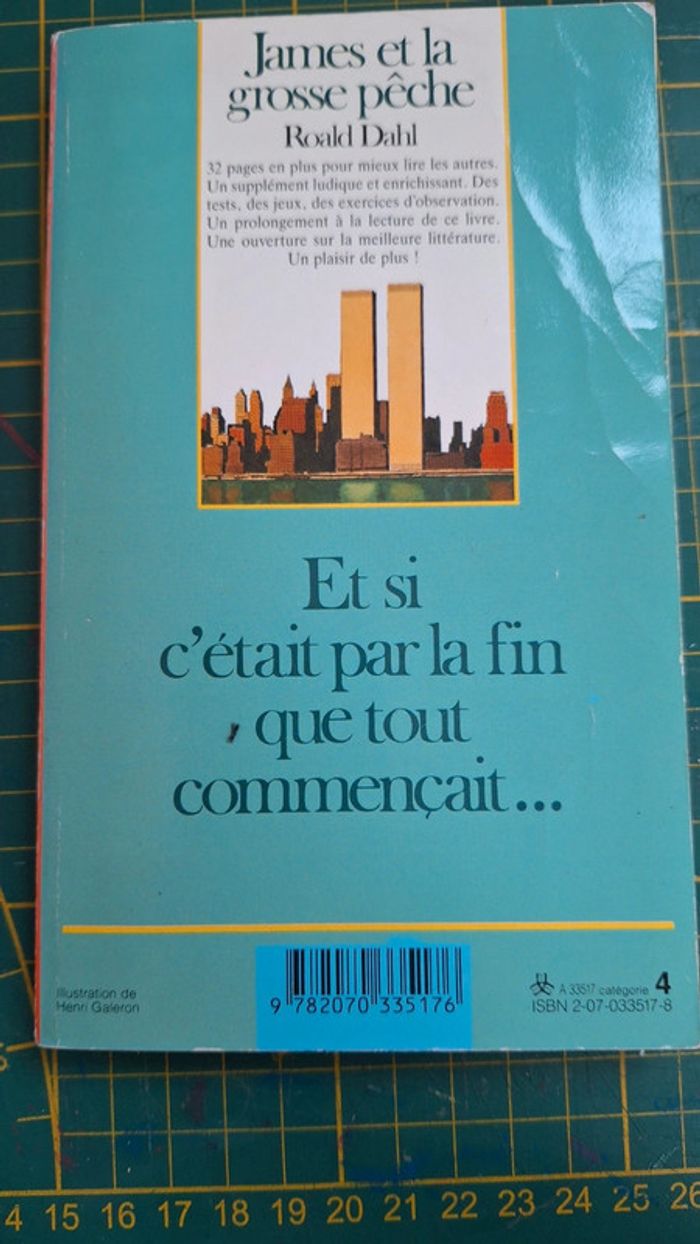 James et la
grosse pêche
Roald Dahl
32 pages en plus pour mieux lire les autres.
Un supplément ludique et enrichissant. Des
tests, des jeux, des exercices d'observation.
Un prolongement à la lecture de ce livre.
Une ouverture sur la meilleure littérature.
Un plaisir de plus !
Et si
c'était par la fin
que tout
commençait...
Illustration de
Henri Galeron
9 782070 335176
A 33517 catégorie 4
ISBN 2-07-033517-8
4 15 16 17 18 19 20 21 22 23 24 25 26